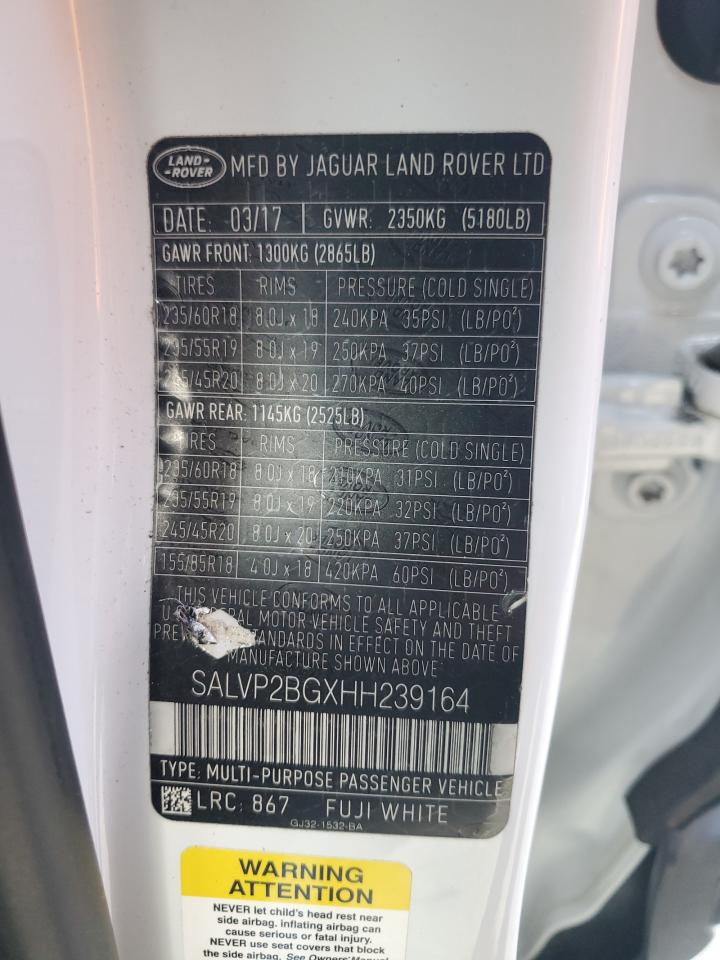 LAND-ROVER MFD BY JAGUAR LAND ROVER LTD
DATE: 03/17 GVWR: 2350KG (5180LB)
GAWR FRONT: 1300KG (2865LB)
TIRES RIMS PRESSURE (COLD SINGLE)
235/60R18 8.0J x 18 240KPA 35PSI (LB/PO²)
235/55R19 8.0J x 19 250KPA 37PSI (LB/PO²)
245/45R20 8.0J x 20 270KPA 40PSI (LB/PO²)
GAWR REAR: 1145KG (2525LB)
TIRES RIMS PRESSURE (COLD SINGLE)
235/60R18 8.0J x 18 210KPA 31PSI (LB/PO²)
235/55R19 8.0J x 19 220KPA 32PSI (LB/PO²)
245/45R20 8.0J x 20 250KPA 37PSI (LB/PO²)
155/85R18 4.0J x 18 420KPA 60PSI (LB/PO²)
THIS VEHICLE CONFORMS TO ALL APPLICABLE
MOTOR VEHICLE SAFETY AND THEFT
STANDARDS IN EFFECT ON THE DATE OF
MANUFACTURE SHOWN ABOVE:
SALVP2BGXHH239164
TYPE: MULTI-PURPOSE PASSENGER VEHICLE
LRC: 867 FUJI WHITE
GJ32-1532-BA
WARNING
ATTENTION
NEVER let child's head rest near
side airbag. inflating airbag can
cause serious or fatal injury.
NEVER use seat covers that block
the side airbag. See Owners' Manual